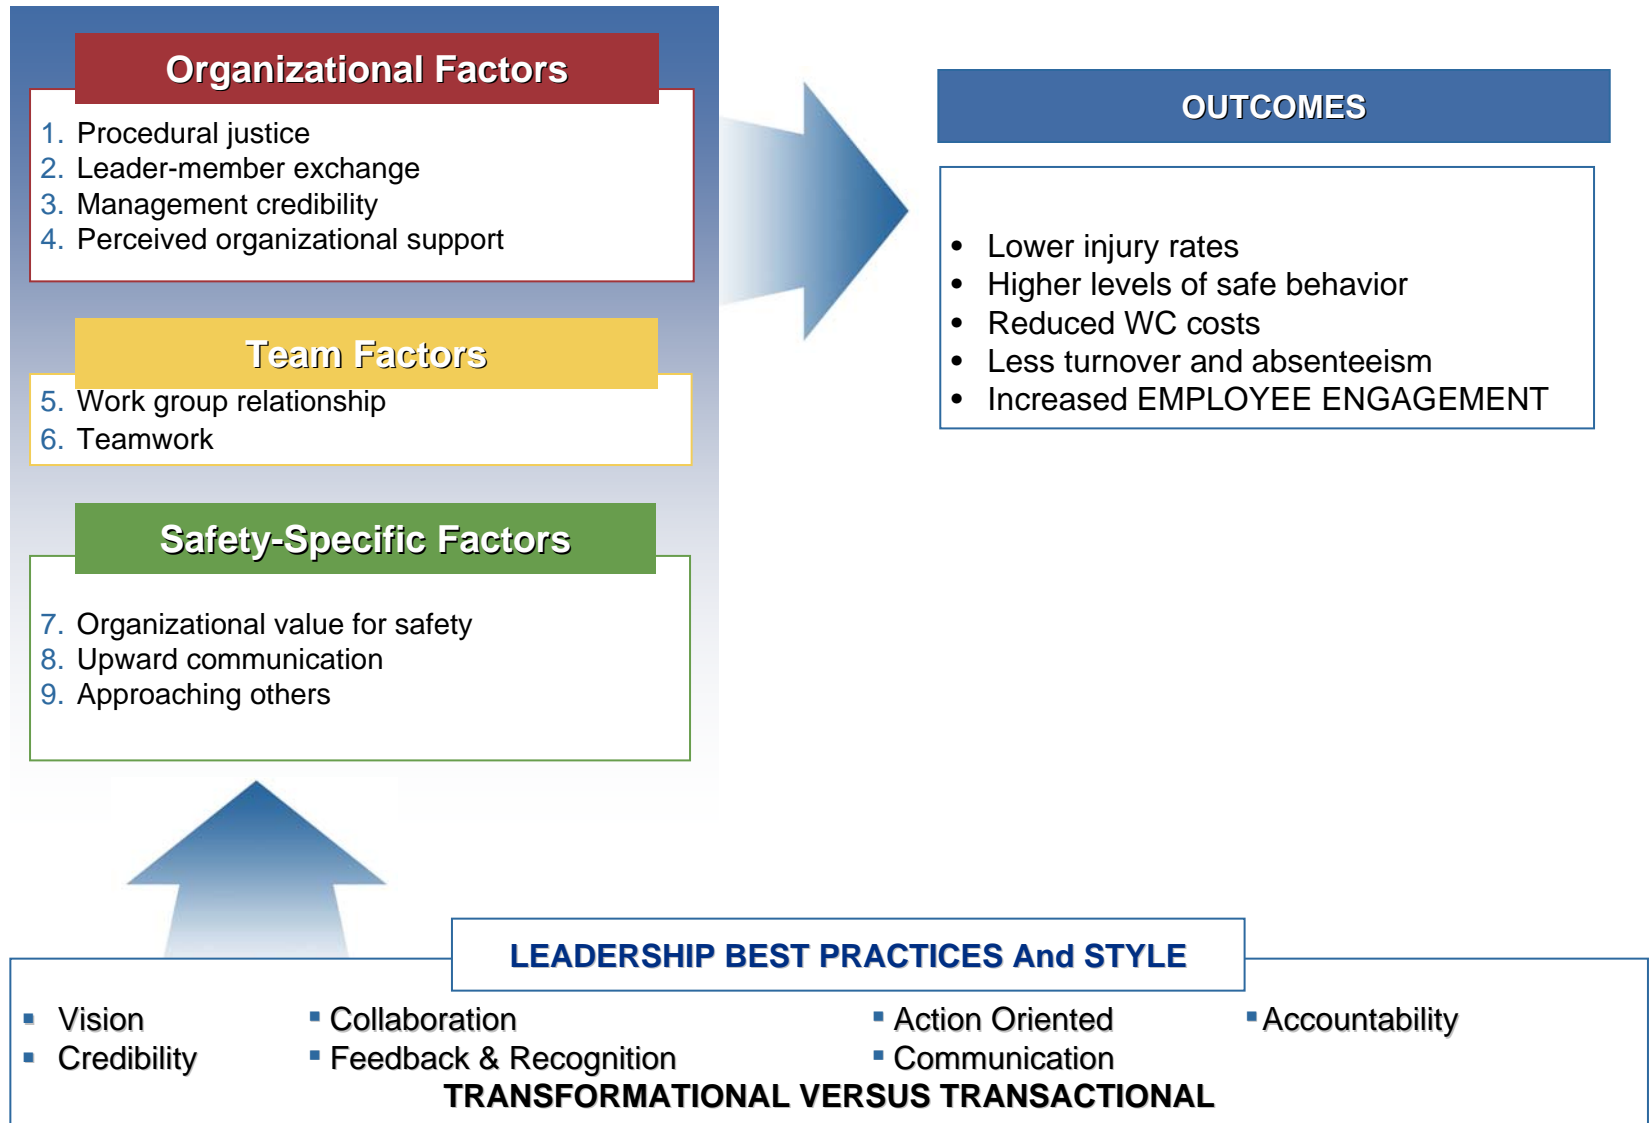 Organizational Factors
1. Procedural justice
2. Leader-member exchange
3. Management credibility
4. Perceived organizational support
Team Factors
5. Work group relationship
6. Teamwork
Safety-Specific Factors
7. Organizational value for safety
8. Upward communication
9. Approaching others
OUTCOMES
• Lower injury rates
• Higher levels of safe behavior
• Reduced WC costs
• Less turnover and absenteeism
• Increased EMPLOYEE ENGAGEMENT
LEADERSHIP BEST PRACTICES And STYLE
▪ Vision ▪ Collaboration ▪ Action Oriented ▪ Accountability
▪ Credibility ▪ Feedback & Recognition ▪ Communication
TRANSFORMATIONAL VERSUS TRANSACTIONAL